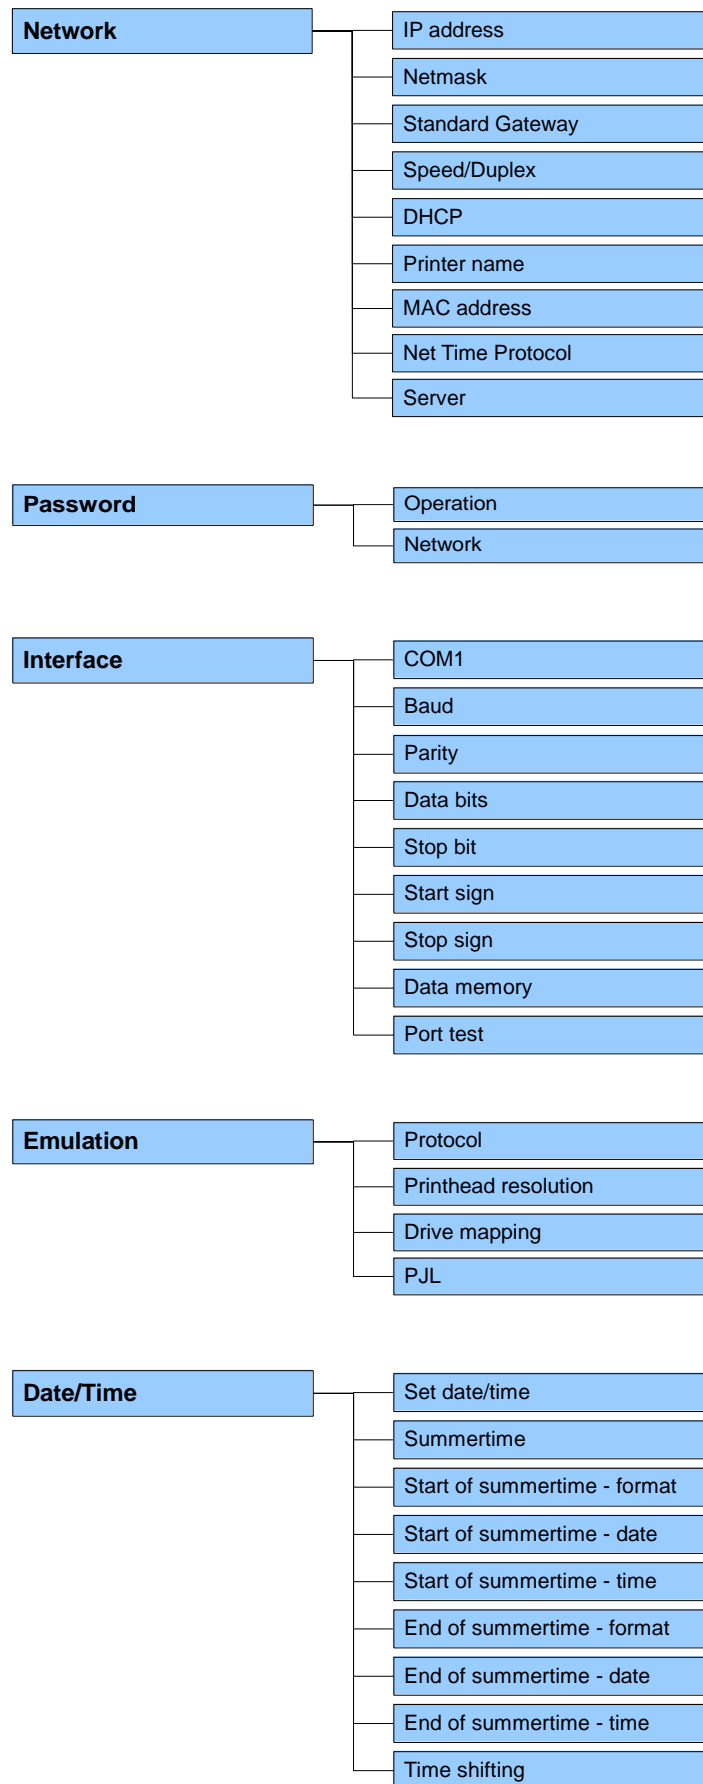 Network
IP address
Netmask
Standard Gateway
Speed/Duplex
DHCP
Printer name
MAC address
Net Time Protocol
Server
Password
Operation
Network
Interface
COM1
Baud
Parity
Data bits
Stop bit
Start sign
Stop sign
Data memory
Port test
Emulation
Protocol
Printhead resolution
Drive mapping
PJL
Date/Time
Set date/time
Summertime
Start of summertime - format
Start of summertime - date
Start of summertime - time
End of summertime - format
End of summertime - date
End of summertime - time
Time shifting